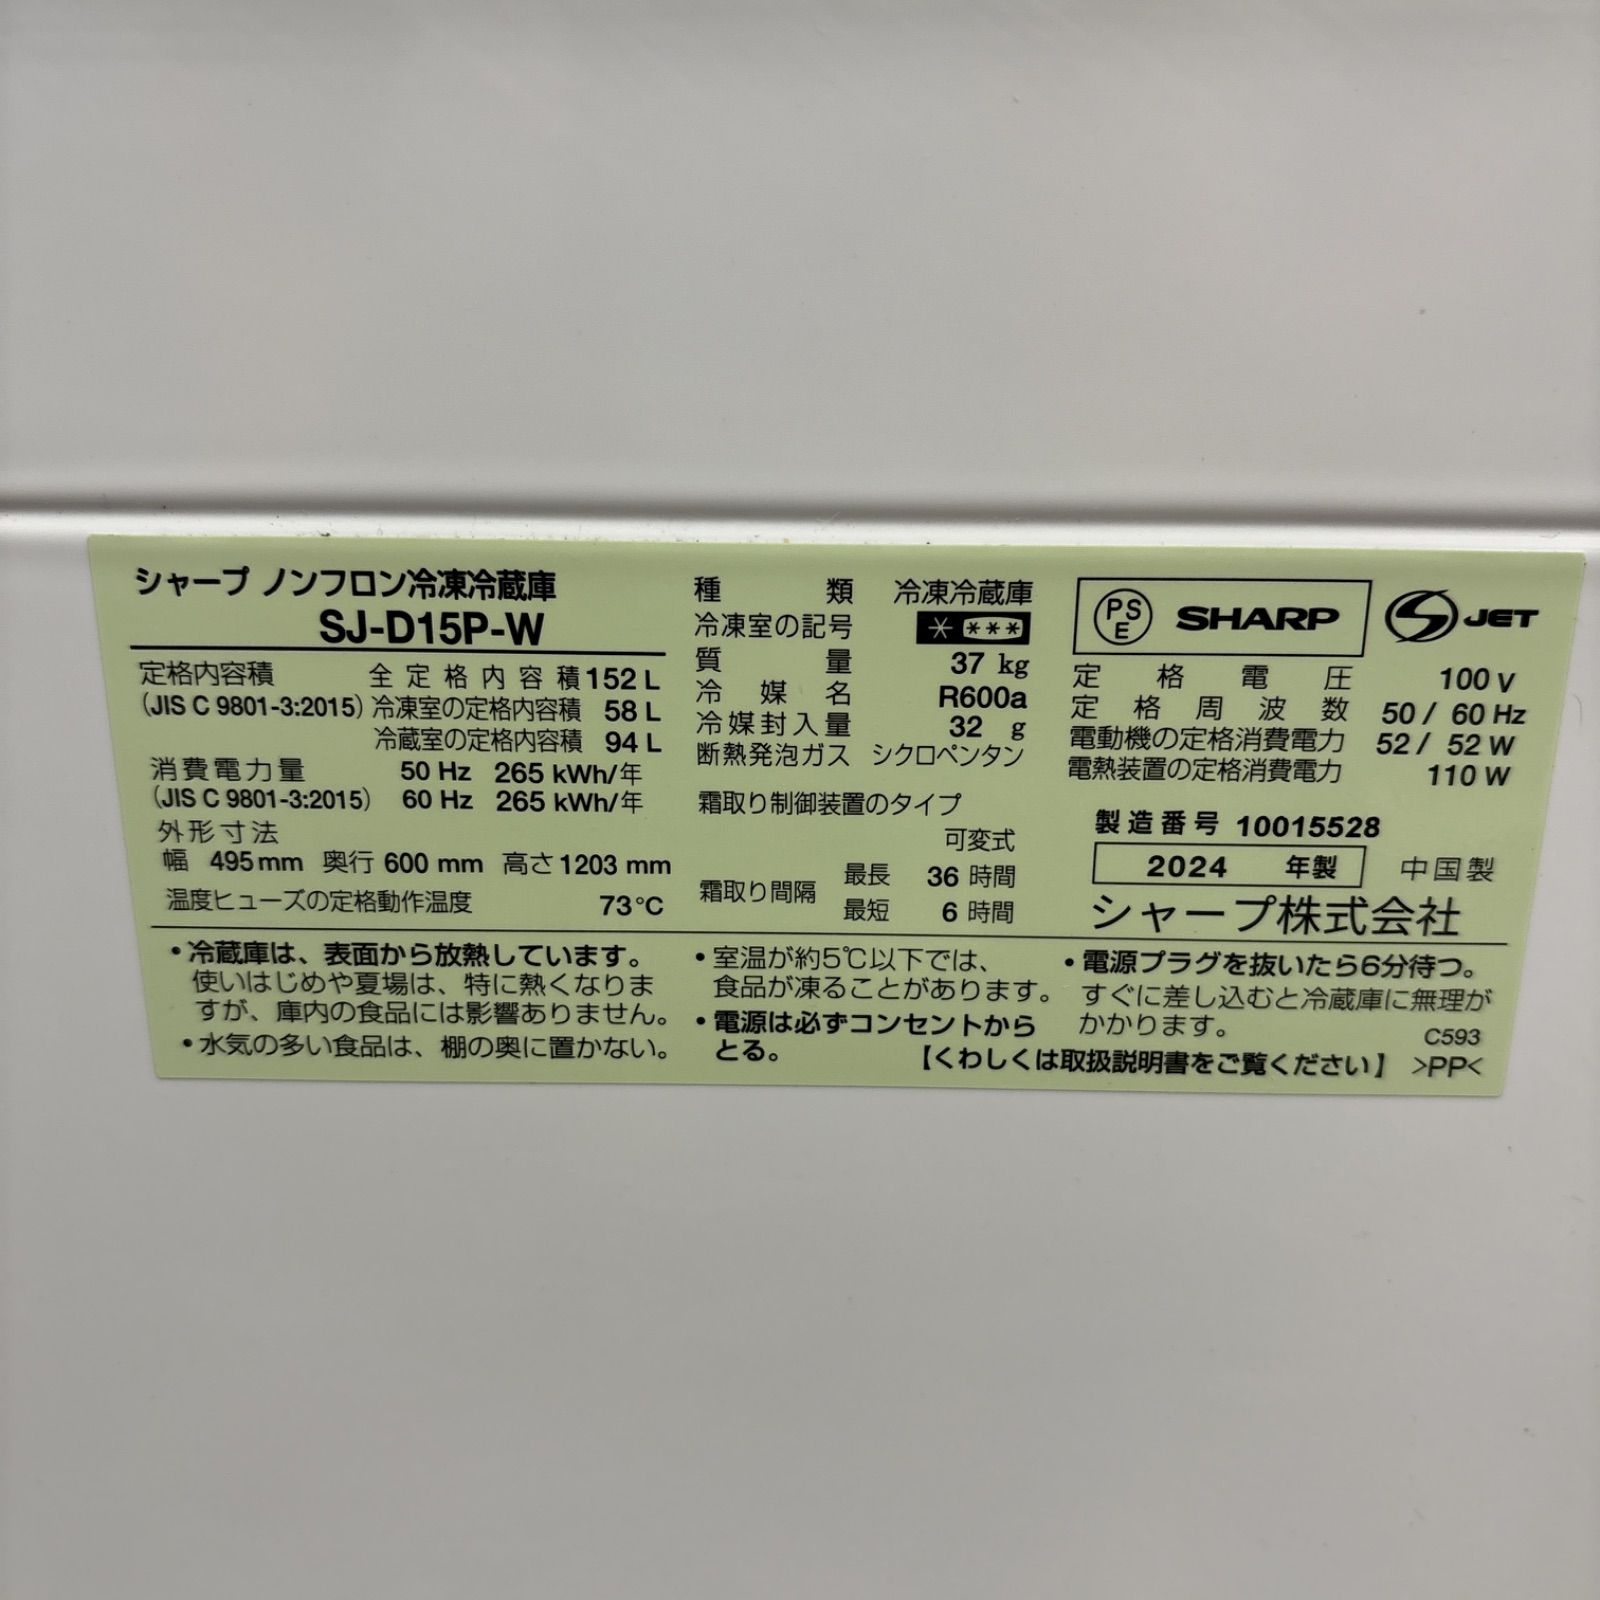 シャープ ノンフロン冷凍冷蔵庫
SJ-D15P-W
定格内容積 全定格内容積 152 L
(JIS C 9801-3:2015) 冷凍室の定格内容積 58 L
冷蔵室の定格内容積 94 L
消費電力量 50 Hz 265 kWh/年
(JIS C 9801-3:2015) 60 Hz 265 kWh/年
外形寸法
幅 495 mm 奥行 600 mm 高さ 1203 mm
温度ヒューズの定格動作温度 73℃
種類 冷凍冷蔵庫
冷凍室の記号 * ***
質量 37 kg
冷媒名 R600a
冷媒封入量 32 g
断熱発泡ガス シクロペンタン
霜取り制御装置のタイプ
可変式
霜取り間隔 最長 36 時間
最短 6 時間
PSE SHARP S JET
定格電圧 100 V
定格周波数 50 / 60 Hz
電動機の定格消費電力 52 / 52 W
電熱装置の定格消費電力 110 W
製造番号 10015528
2024 年製 中国製
シャープ株式会社
・冷蔵庫は、表面から放熱しています。
使いはじめや夏場は、特に熱くなりま
すが、庫内の食品には影響ありません。
・水気の多い食品は、棚の奥に置かない。
・室温が約5℃以下では、
食品が凍ることがあります。
・電源は必ずコンセントから
とる。
・電源プラグを抜いたら6分待つ。
すぐに差し込むと冷蔵庫に無理が
かかります。
C593
【くわしくは取扱説明書をご覧ください】 >PP<